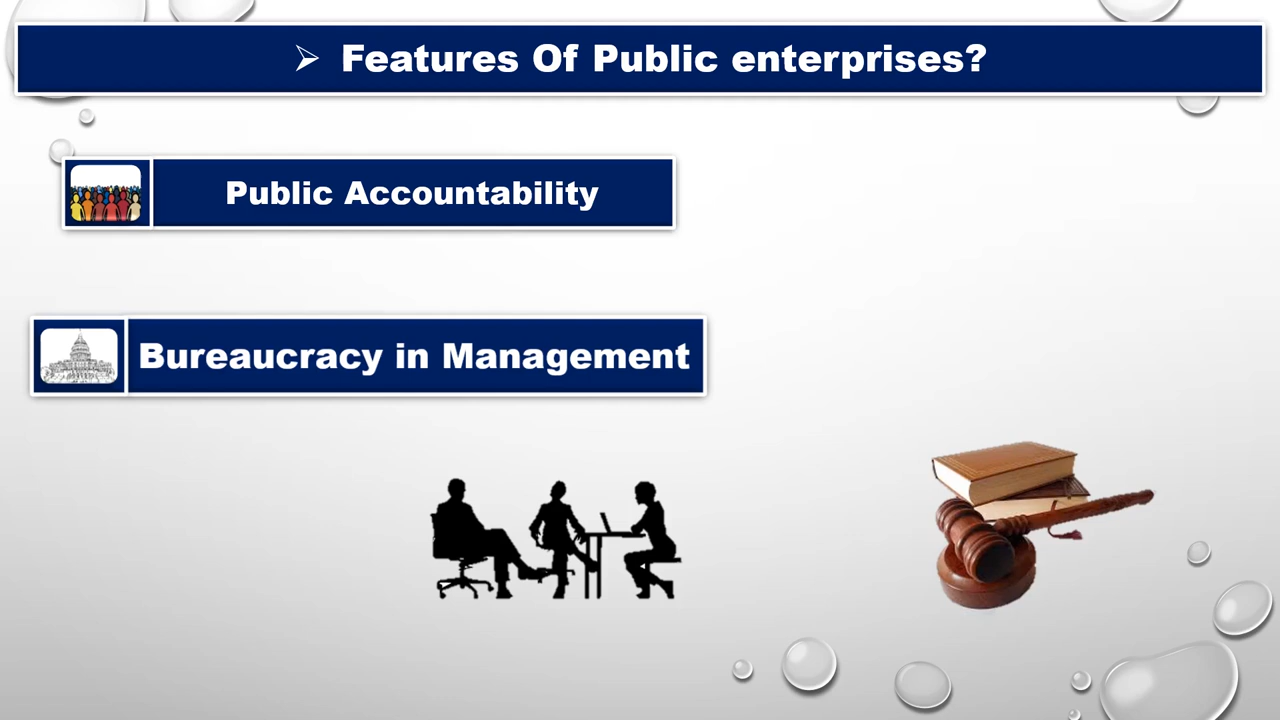 ➢ Features Of Public enterprises?
Public Accountability
Bureaucracy in Management